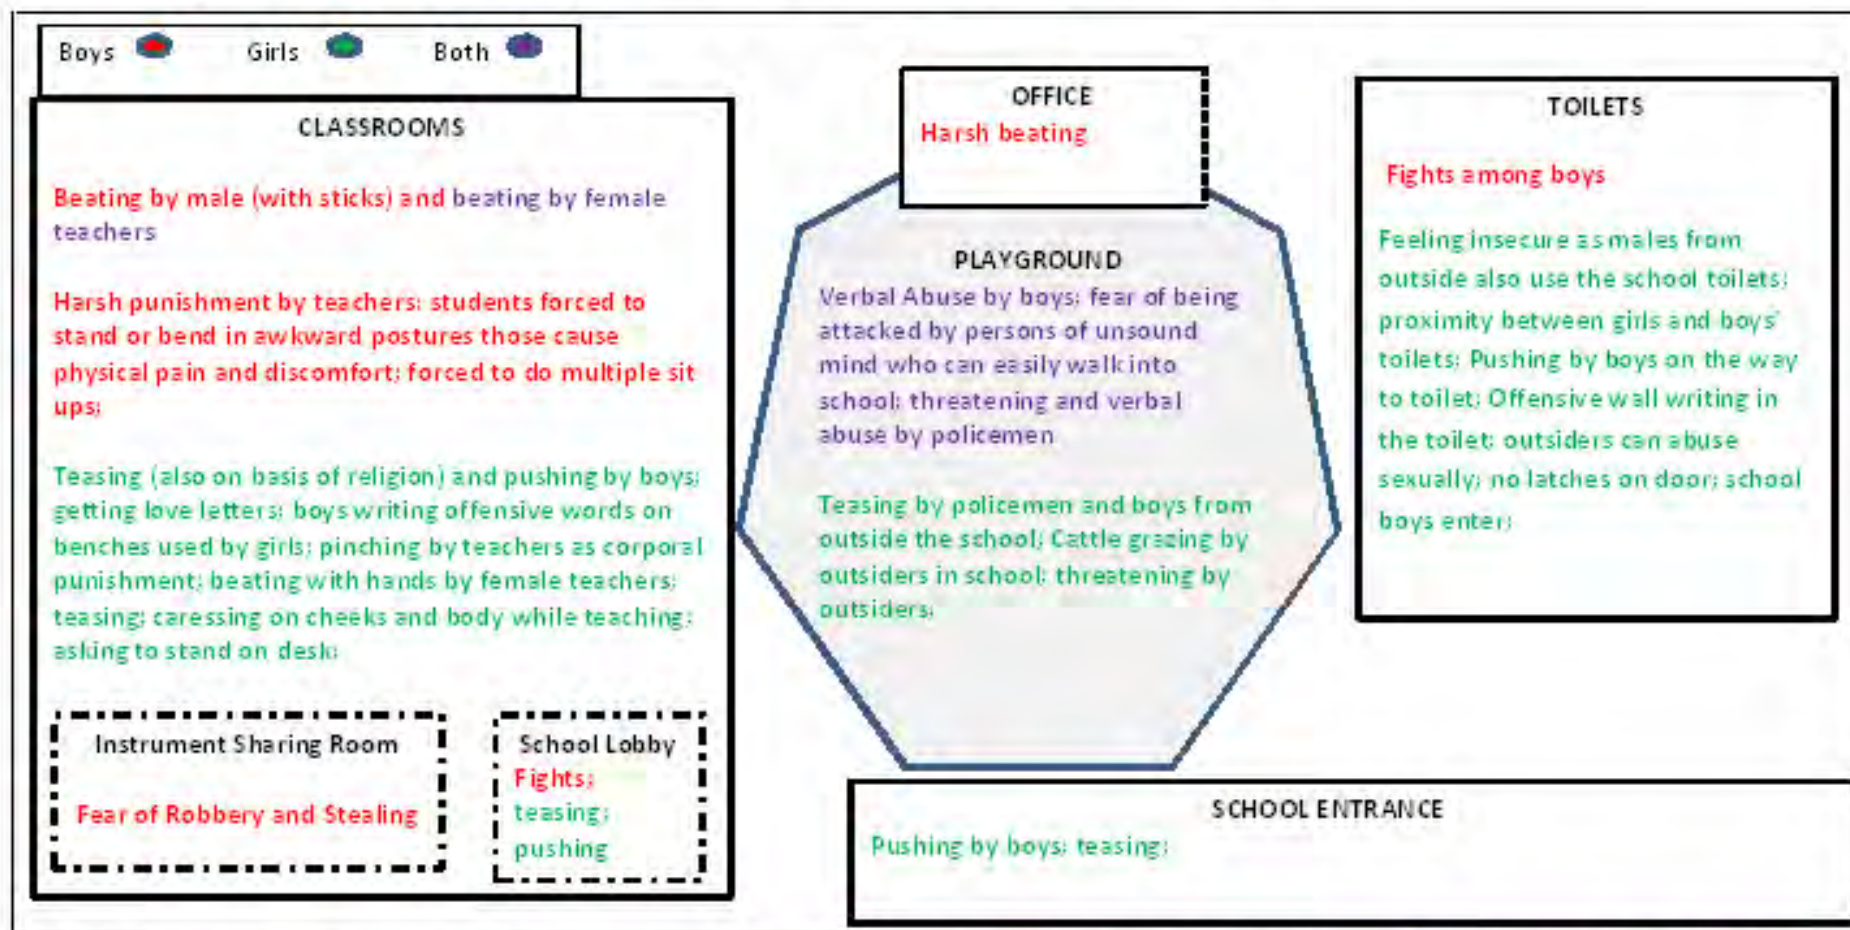 Boys Girls Both
CLASSROOMS
Beating by male (with sticks) and beating by female
teachers
Harsh punishment by teachers: students forced to
stand or bend in awkward postures those cause
physical pain and discomfort; forced to do multiple sit
ups;
Teasing (also on basis of religion) and pushing by boys;
getting love letters; boys writing offensive words on
benches used by girls; pinching by teachers as corporal
punishment; beating with hands by female teachers;
teasing; caressing on cheeks and body while teaching;
asking to stand on desk;
Instrument Sharing Room
Fear of Robbery and Stealing
School Lobby
Fights;
teasing;
pushing
OFFICE
Harsh beating
PLAYGROUND
Verbal Abuse by boys; fear of being
attacked by persons of unsound
mind who can easily walk into
school; threatening and verbal
abuse by policemen
Teasing by policemen and boys from
outside the school; Cattle grazing by
outsiders in school; threatening by
outsiders;
TOILETS
Fights among boys
Feeling insecure as males from
outside also use the school toilets;
proximity between girls and boys'
toilets; Pushing by boys on the way
to toilet; Offensive wall writing in
the toilet; outsiders can abuse
sexually; no latches on door; school
boys enter;
SCHOOL ENTRANCE
Pushing by boys; teasing;